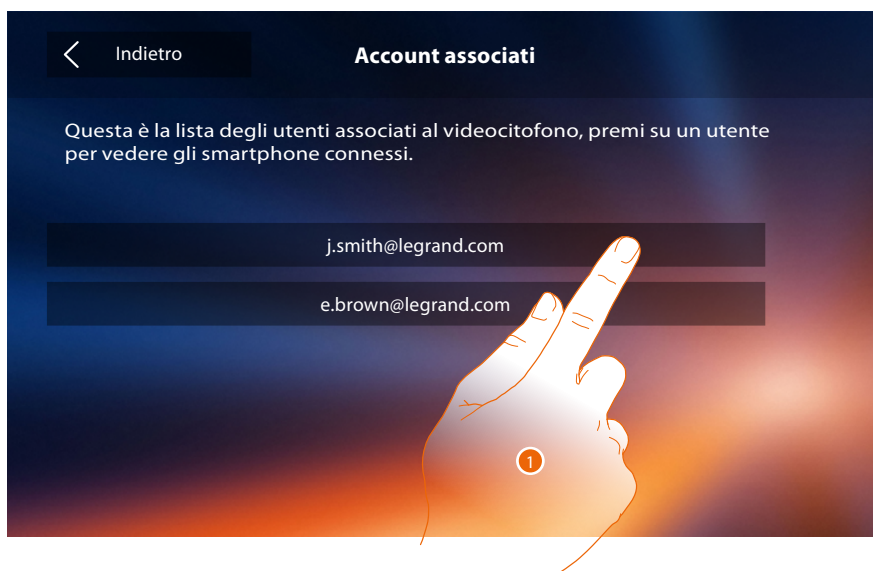 Indietro
Account associati
Questa è la lista degli utenti associati al videocitofono, premi su un utente
per vedere gli smartphone connessi.
j.smith@legrand.com
e.brown@legrand.com
1